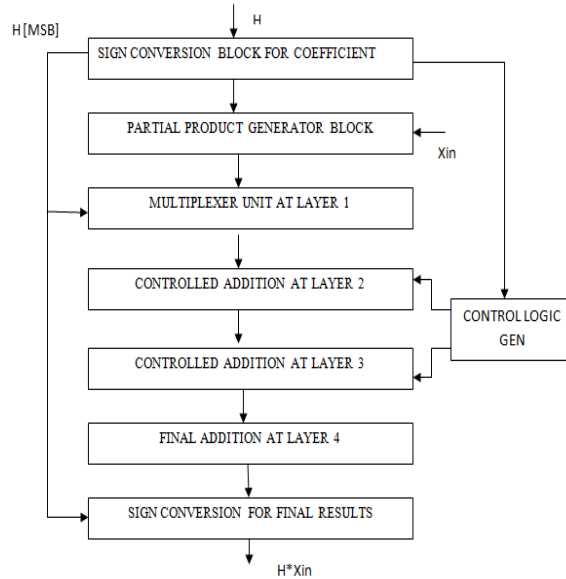 H
H [MSB]
SIGN CONVERSION BLOCK FOR COEFFICIENT
PARTIAL PRODUCT GENERATOR BLOCK
Xin
MULTIPLEXER UNIT AT LAYER 1
CONTROLLED ADDITION AT LAYER 2
CONTROL LOGIC
GEN
CONTROLLED ADDITION AT LAYER 3
FINAL ADDITION AT LAYER 4
SIGN CONVERSION FOR FINAL RESULTS
H*Xin